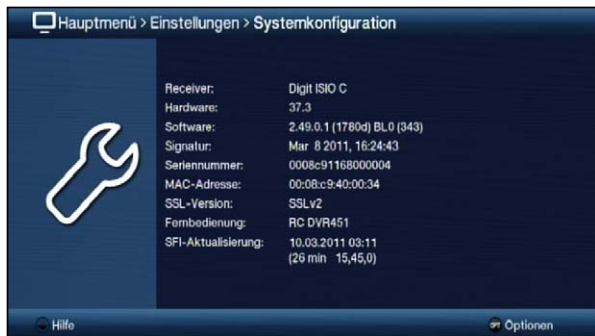 Hauptmenü > Einstellungen > Systemkonfiguration
Receiver: Digit ISIO C
Hardware: 37.3
Software: 2.49.0.1 (1780d) BL0 (343)
Signatur: Mar 8 2011, 16:24:43
Seriennummer: 0008c91168000004
MAC-Adresse: 00:08:c9:40:00:34
SSL-Version: SSLv2
Fernbedienung: RC DVR451
SFI-Aktualisierung: 10.03.2011 03:11
(26 min 15,45,0)
Hilfe
OPT Optionen